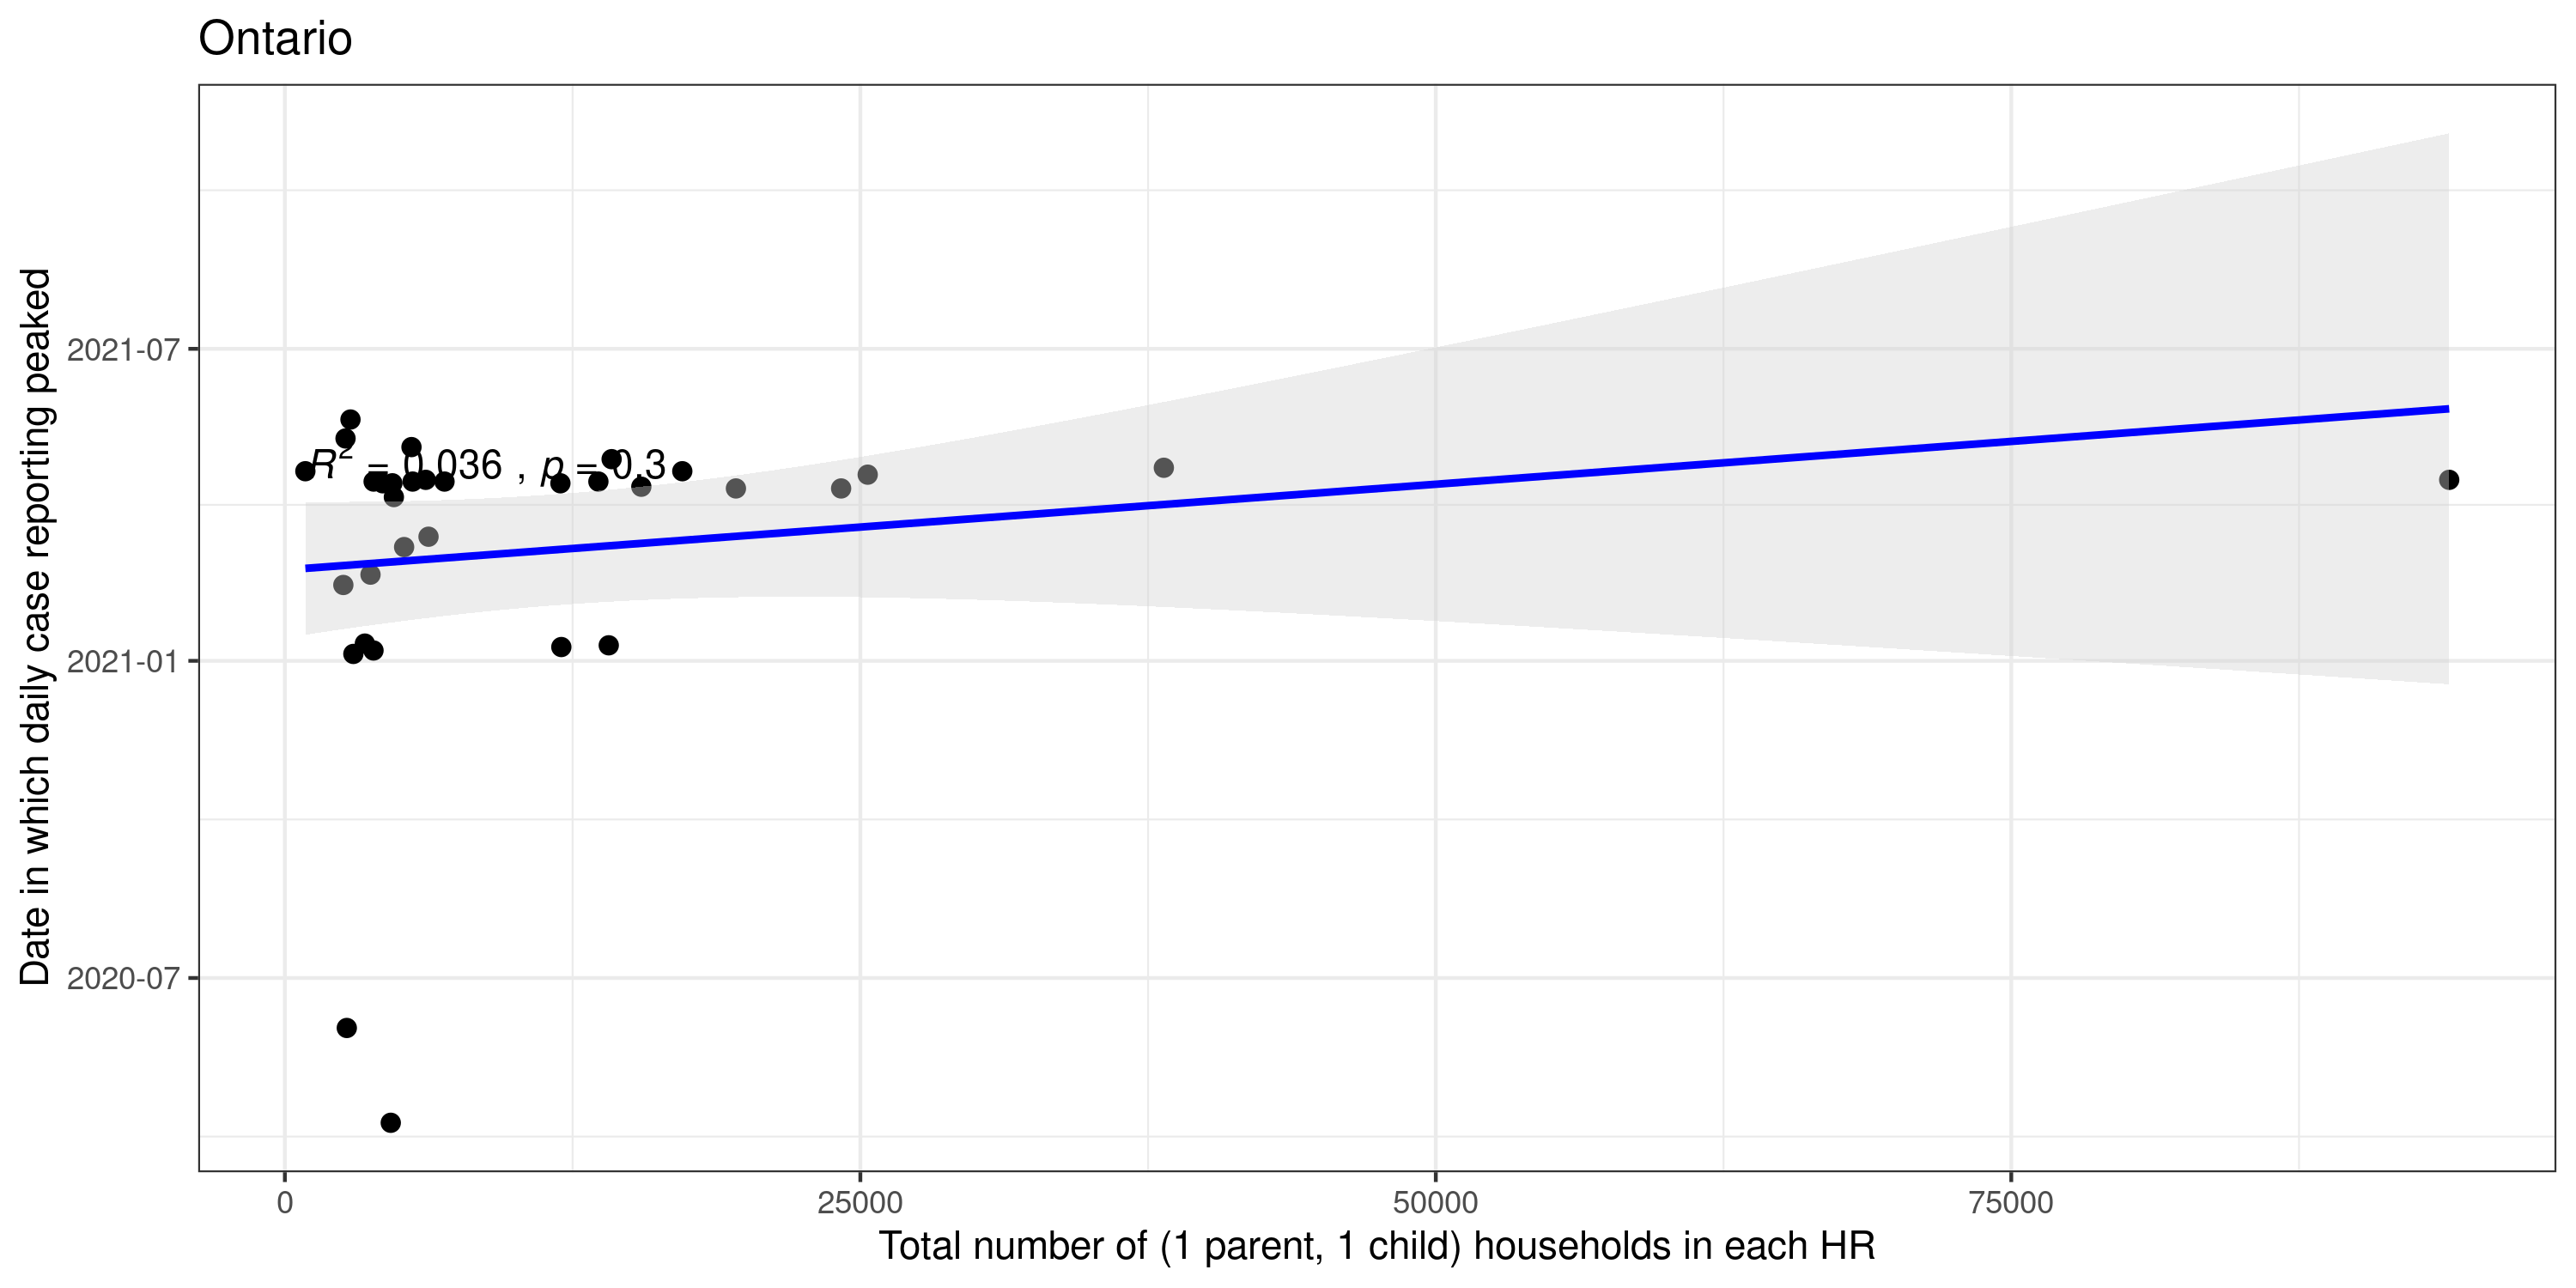 Ontario
Date in which daily case reporting peaked
2021-07
2021-01
2020-07
R² = 0.036 , p = 0.3
0
25000
50000
75000
Total number of (1 parent, 1 child) households in each HR